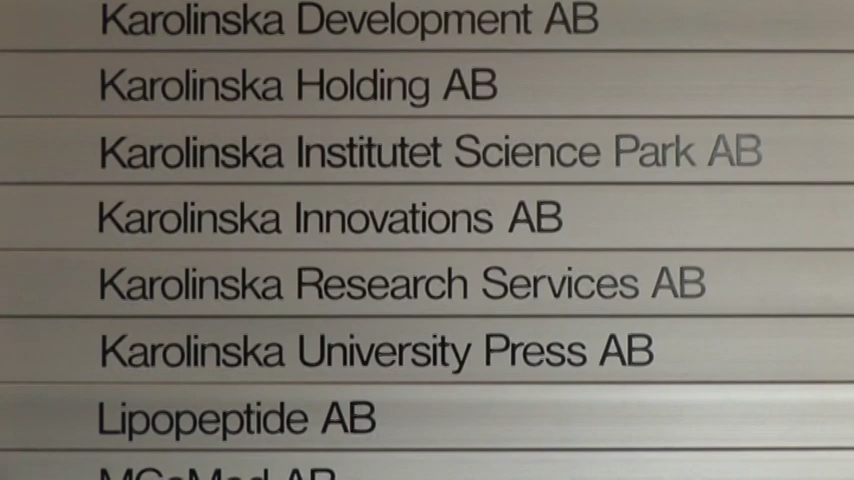 Karolinska Development AB
Karolinska Holding AB
Karolinska Institutet Science Park AB
Karolinska Innovations AB
Karolinska Research Services AB
Karolinska University Press AB
Lipopeptide AB
AB